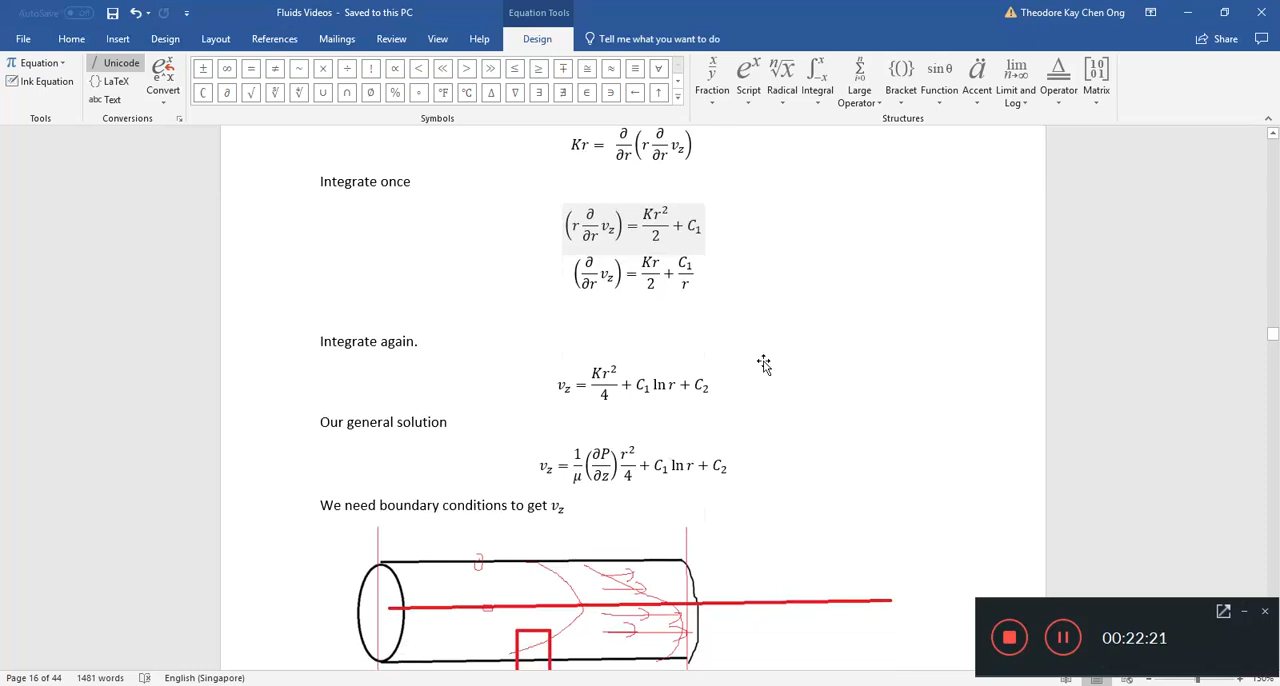 AutoSave Off
Fluids Videos - Saved to this PC
Equation Tools
Theodore Kay Chen Ong
File Home Insert Design Layout References Mailings Review View Help Design Tell me what you want to do Share
π Equation
Ink Equation
Unicode
{} LaTeX
abc Text
Convert
± ∞ = ≠ ~ × ÷ ! ∝ < ≪ > ≫ ≤ ≥ ∓ ≅ ≈ ≡ ∀
∁ ∂ √ ∛ ∜ ∪ ∩ ∅ % ° °F °C ∆ ∇ ∃ ∄ ∈ ∋ ← ↑
Fraction Script Radical Integral Large Operator Bracket Function Accent Limit and Log Operator Matrix
Tools Conversions Symbols Structures
Kr = ∂/∂r (r ∂/∂r v_z)
Integrate once
(r ∂/∂r v_z) = Kr²/2 + C₁
(∂/∂r v_z) = Kr/2 + C₁/r
Integrate again.
v_z = Kr²/4 + C₁ ln r + C₂
Our general solution
v_z = 1/μ (∂P/∂z) r²/4 + C₁ ln r + C₂
We need boundary conditions to get v_z
00:22:21
Page 16 of 44 1481 words English (Singapore) 130%